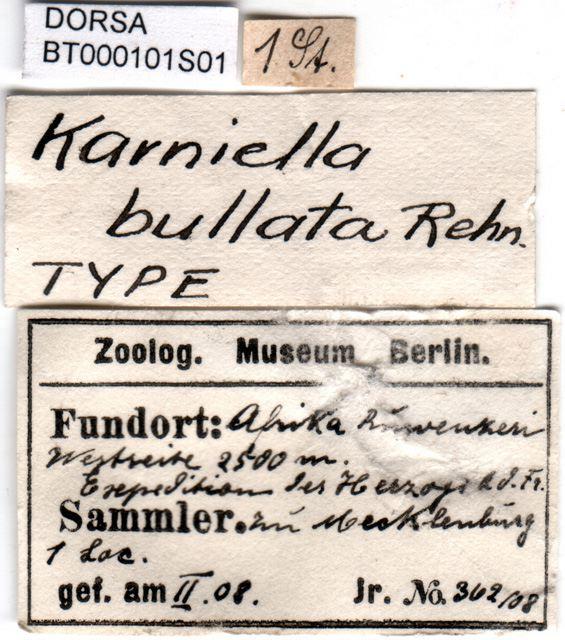 DORSA
BT000101S01
1 St.
Karniella
bullata Rehn.
TYPE
Zoolog. Museum Berlin.
Fundort: Afrika Ruwenzori
Westseite 2500 m.
Expedition des Herzogs A. d. Fr.
Sammler. zu Mecklenburg
1 Loc.
gef. am II. 08. Jr. No. 362/08